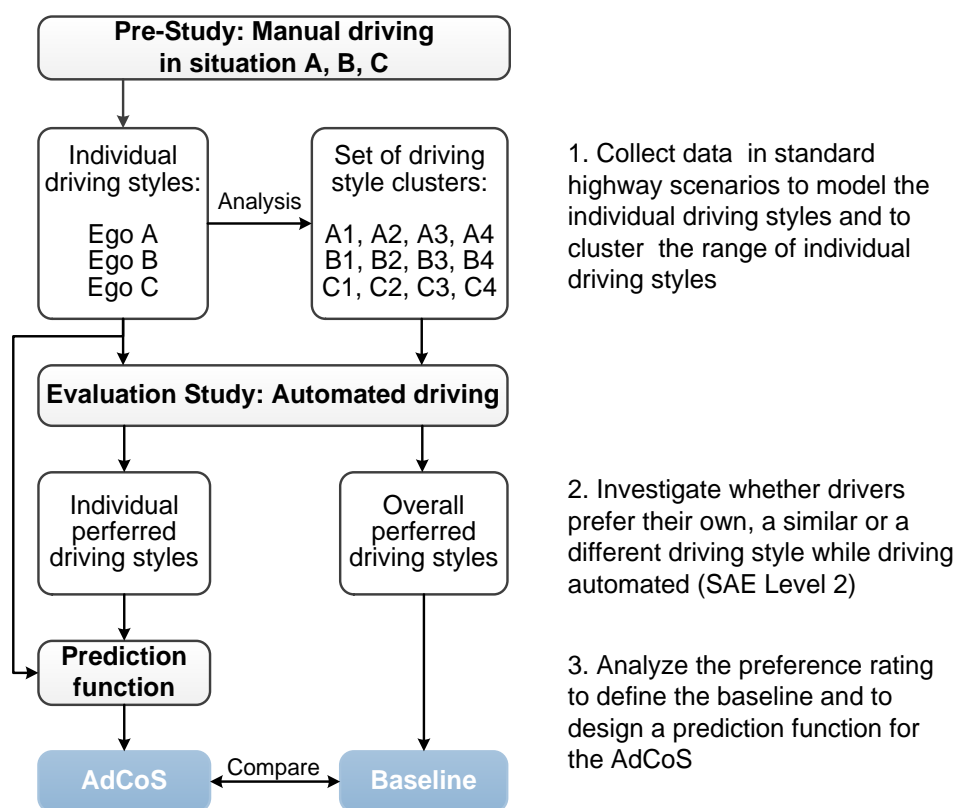 Pre-Study: Manual driving
in situation A, B, C
Individual
driving styles:
Ego A
Ego B
Ego C
Analysis
Set of driving
style clusters:
A1, A2, A3, A4
B1, B2, B3, B4
C1, C2, C3, C4
1. Collect data in standard
highway scenarios to model the
individual driving styles and to
cluster the range of individual
driving styles
Evaluation Study: Automated driving
Individual
perferred
driving styles
Overall
perferred
driving styles
2. Investigate whether drivers
prefer their own, a similar or a
different driving style while driving
automated (SAE Level 2)
Prediction
function
3. Analyze the preference rating
to define the baseline and to
design a prediction function for
the AdCoS
AdCoS
Compare
Baseline